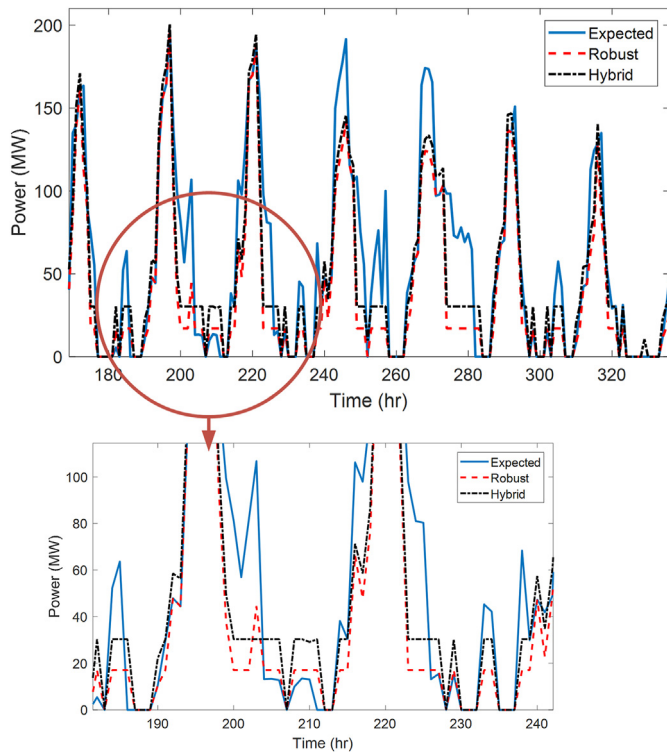 200
150
100
50
0
Power (MW)
Expected
Robust
Hybrid
180 200 220 240 260 280 300 320
Time (hr)
100
80
60
40
20
0
Power (MW)
Expected
Robust
Hybrid
190 200 210 220 230 240
Time (hr)